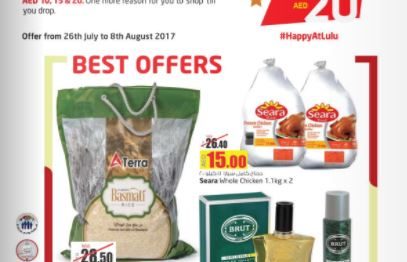 AED 10, 15 & 20. One more reason for you to shop till
you drop.
AED
20
Offer from 26th July to 8th August 2017
#HappyAtLulu
BEST OFFERS
Seara
Seara
Terra
Basmati
RICE
26.40
15.00
Seara Whole Chicken 1.1kg x 2
28.50
BRUT
BRUT